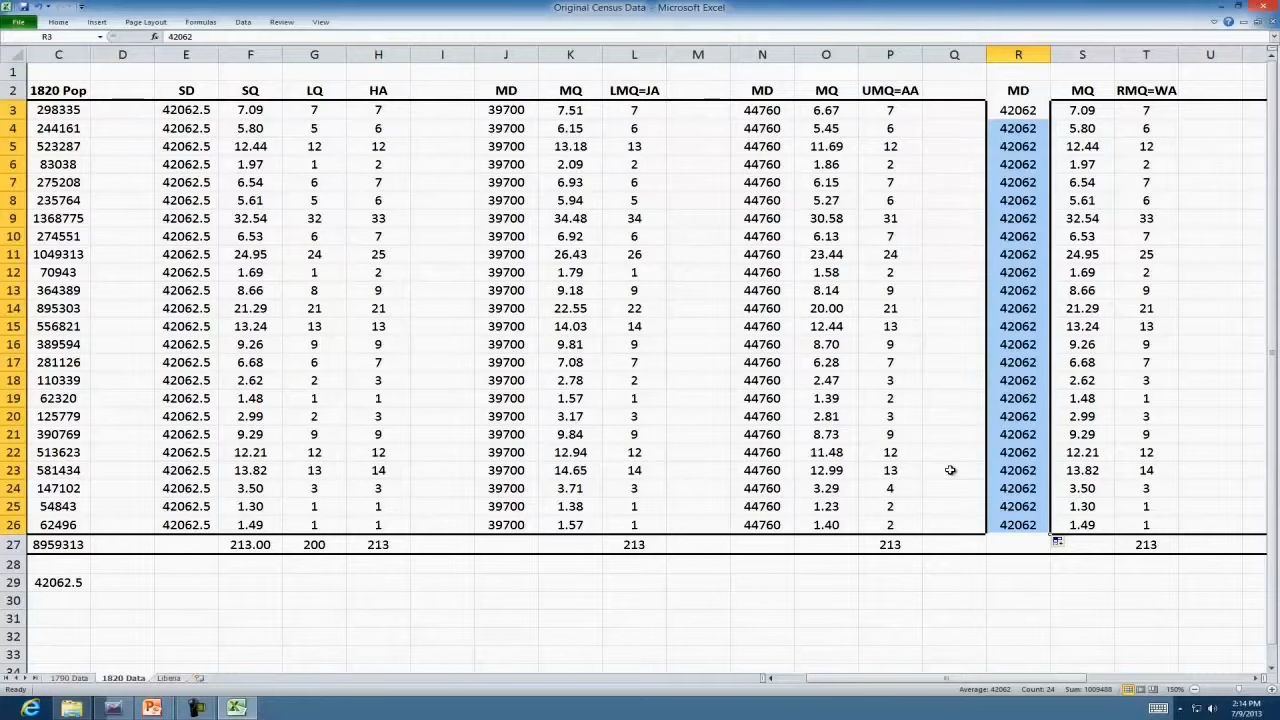 Original Census Data - Microsoft Excel
File Home Insert Page Layout Formulas Data Review View
R3 fx 42062
C D E F G H I J K L M N O P Q R S T U
1
2 1820 Pop SD SQ LQ HA MD MQ LMQ=JA MD MQ UMQ=AA MD MQ RMQ=WA
3 298335 42062.5 7.09 7 7 39700 7.51 7 44760 6.67 7 42062 7.09 7
4 244161 42062.5 5.80 5 6 39700 6.15 6 44760 5.45 6 42062 5.80 6
5 523287 42062.5 12.44 12 12 39700 13.18 13 44760 11.69 12 42062 12.44 12
6 83038 42062.5 1.97 1 2 39700 2.09 2 44760 1.86 2 42062 1.97 2
7 275208 42062.5 6.54 6 7 39700 6.93 6 44760 6.15 7 42062 6.54 7
8 235764 42062.5 5.61 5 6 39700 5.94 5 44760 5.27 6 42062 5.61 6
9 1368775 42062.5 32.54 32 33 39700 34.48 34 44760 30.58 31 42062 32.54 33
10 274551 42062.5 6.53 6 7 39700 6.92 6 44760 6.13 7 42062 6.53 7
11 1049313 42062.5 24.95 24 25 39700 26.43 26 44760 23.44 24 42062 24.95 25
12 70943 42062.5 1.69 1 2 39700 1.79 1 44760 1.58 2 42062 1.69 2
13 364389 42062.5 8.66 8 9 39700 9.18 9 44760 8.14 9 42062 8.66 9
14 895303 42062.5 21.29 21 21 39700 22.55 22 44760 20.00 21 42062 21.29 21
15 556821 42062.5 13.24 13 13 39700 14.03 14 44760 12.44 13 42062 13.24 13
16 389594 42062.5 9.26 9 9 39700 9.81 9 44760 8.70 9 42062 9.26 9
17 281126 42062.5 6.68 6 7 39700 7.08 7 44760 6.28 7 42062 6.68 7
18 110339 42062.5 2.62 2 3 39700 2.78 2 44760 2.47 3 42062 2.62 3
19 62320 42062.5 1.48 1 1 39700 1.57 1 44760 1.39 2 42062 1.48 1
20 125779 42062.5 2.99 2 3 39700 3.17 3 44760 2.81 3 42062 2.99 3
21 390769 42062.5 9.29 9 9 39700 9.84 9 44760 8.73 9 42062 9.29 9
22 513623 42062.5 12.21 12 12 39700 12.94 12 44760 11.48 12 42062 12.21 12
23 581434 42062.5 13.82 13 14 39700 14.65 14 44760 12.99 13 42062 13.82 14
24 147102 42062.5 3.50 3 3 39700 3.71 3 44760 3.29 4 42062 3.50 3
25 54843 42062.5 1.30 1 1 39700 1.38 1 44760 1.23 2 42062 1.30 1
26 62496 42062.5 1.49 1 1 39700 1.57 1 44760 1.40 2 42062 1.49 1
27 8959313 213.00 200 213 213 213 213
28
29 42062.5
30
31
32
33
34
1790 Data 1820 Data Liberia
Ready Average: 42062 Count: 24 Sum: 1009488 150%
2:14 PM
7/9/2013